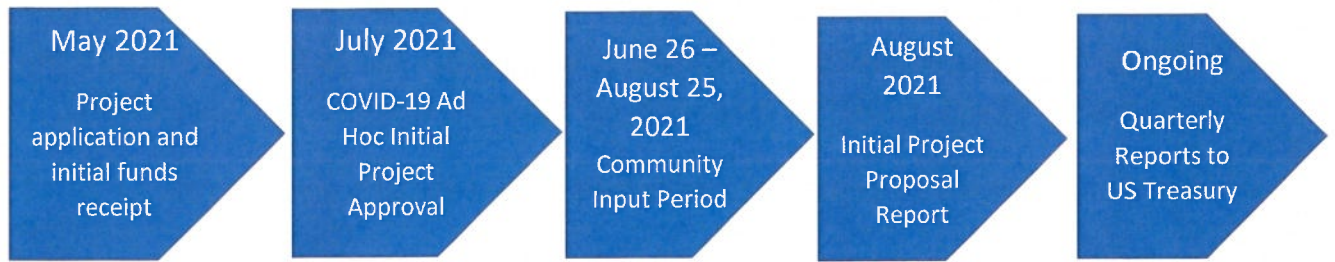 May 2021
Project
application and
initial funds
receipt
July 2021
COVID-19 Ad
Hoc Initial
Project
Approval
June 26 –
August 25,
2021
Community
Input Period
August
2021
Initial Project
Proposal
Report
Ongoing
Quarterly
Reports to
US Treasury